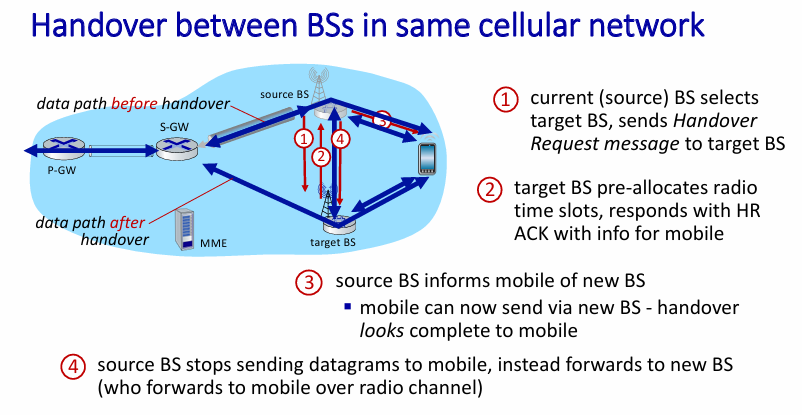 Handover between BSs in same cellular network
source BS
data path before handover
S-GW
P-GW
1
2
4
3
data path after
handover
MME
target BS
1 current (source) BS selects
target BS, sends Handover
Request message to target BS
2 target BS pre-allocates radio
time slots, responds with HR
ACK with info for mobile
3 source BS informs mobile of new BS
▪ mobile can now send via new BS - handover
looks complete to mobile
4 source BS stops sending datagrams to mobile, instead forwards to new BS
(who forwards to mobile over radio channel)